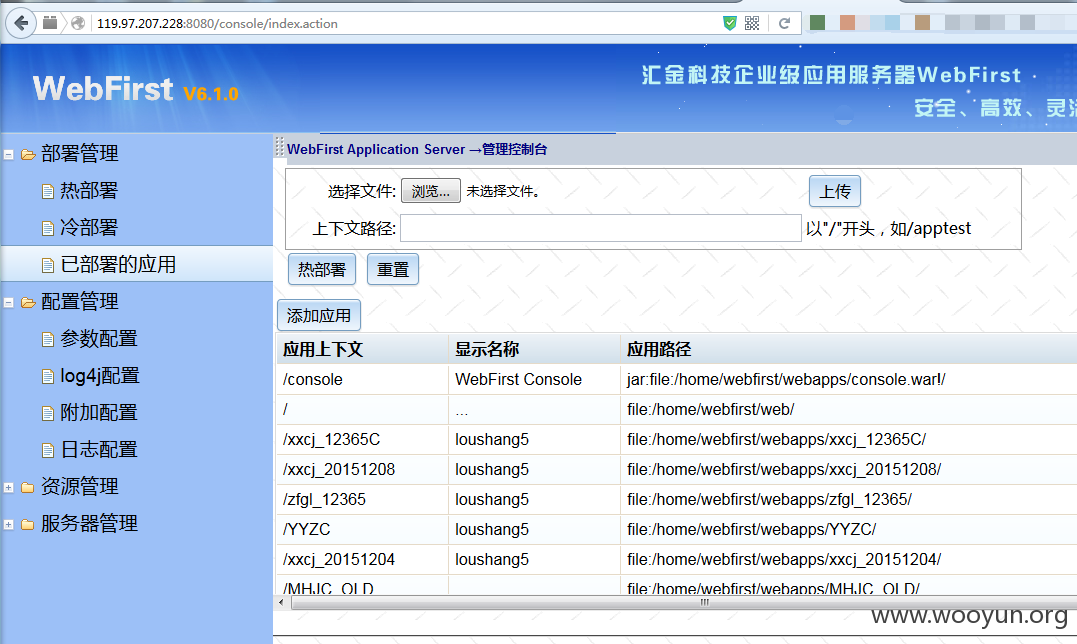 119.97.207.228:8080/console/index.action
WebFirst V6.1.0
汇金科技企业级应用服务器WebFirst ·
安全、高效、灵活
部署管理
热部署
冷部署
已部署的应用
配置管理
参数配置
log4j配置
附加配置
日志配置
资源管理
服务器管理
WebFirst Application Server →管理控制台
选择文件: 浏览... 未选择文件。 上传
上下文路径: 以"/"开头，如/apptest
热部署 重置
添加应用
应用上下文 显示名称 应用路径
/console WebFirst Console jar:file:/home/webfirst/webapps/console.war!/
/ ... file:/home/webfirst/web/
/xxcj_12365C loushang5 file:/home/webfirst/webapps/xxcj_12365C/
/xxcj_20151208 loushang5 file:/home/webfirst/webapps/xxcj_20151208/
/zfgl_12365 loushang5 file:/home/webfirst/webapps/zfgl_12365/
/YYZC loushang5 file:/home/webfirst/webapps/YYZC/
/xxcj_20151204 loushang5 file:/home/webfirst/webapps/xxcj_20151204/
/MHJC_OLD file:/home/webfirst/webapps/MHJC_OLD/
www.wooyun.org